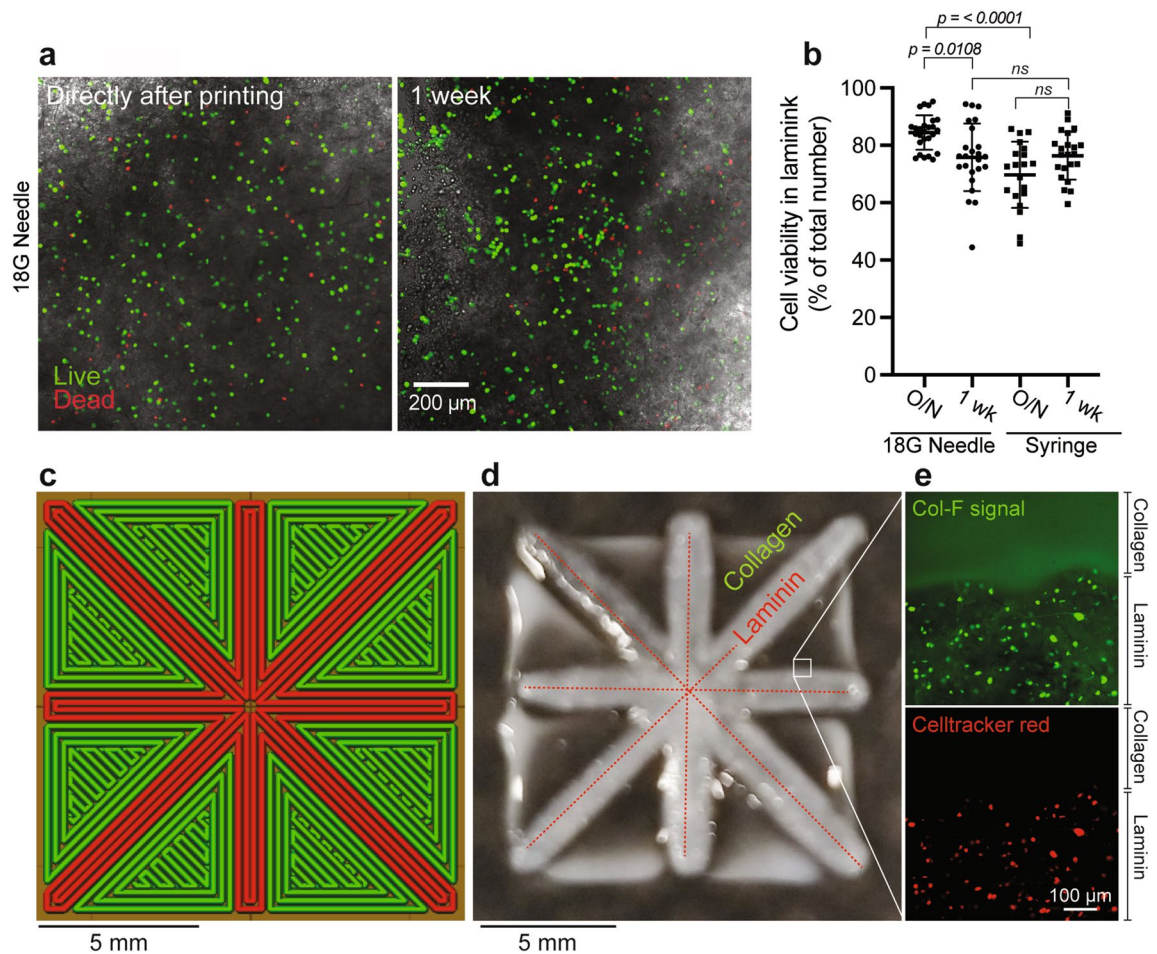 a
Directly after printing
1 week
18G Needle
Live
Dead
200 µm
b
p = < 0.0001
p = 0.0108
ns
ns
Cell viability in laminink
(% of total number)
100
80
60
40
20
0
O/N
1 wk
O/N
1 wk
18G Needle
Syringe
c
5 mm
d
Collagen
Laminin
5 mm
e
Col-F signal
Collagen
Laminin
Celltracker red
Collagen
Laminin
100 µm